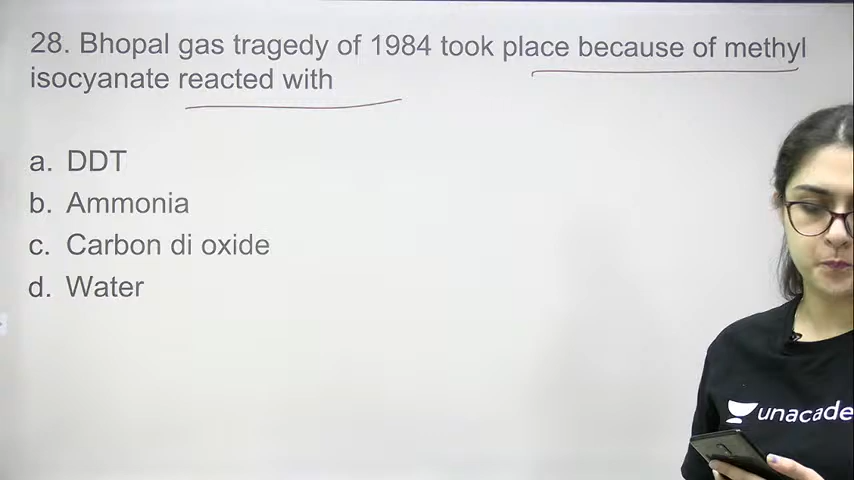 28. Bhopal gas tragedy of 1984 took place because of methyl
isocyanate reacted with
a. DDT
b. Ammonia
c. Carbon di oxide
d. Water
unacade